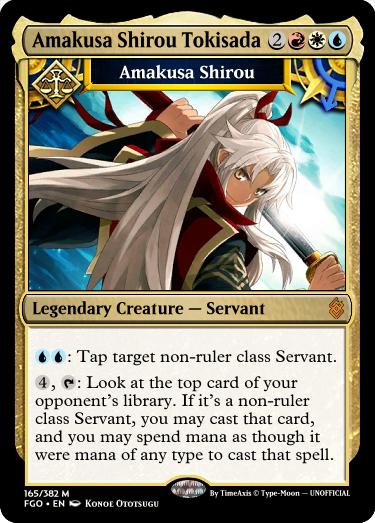 Amakusa Shirou Tokisada 2
Amakusa Shirou
Legendary Creature — Servant
: Tap target non-ruler class Servant.
4, : Look at the top card of your
opponent's library. If it's a non-ruler
class Servant, you may cast that card,
and you may spend mana as though it
were mana of any type to cast that spell.
165/382 M
FGO • EN Konoe Ototsugu
By TimeAxis © Type-Moon — UNOFFICIAL